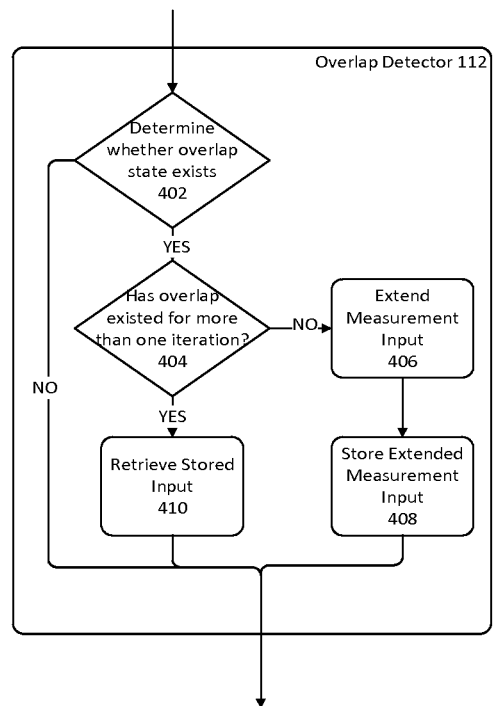 Overlap Detector 112
Determine
whether overlap
state exists
402
YES
Has overlap
existed for more
than one iteration?
404
NO
Extend
Measurement
Input
406
NO
YES
Retrieve Stored
Input
410
Store Extended
Measurement
Input
408